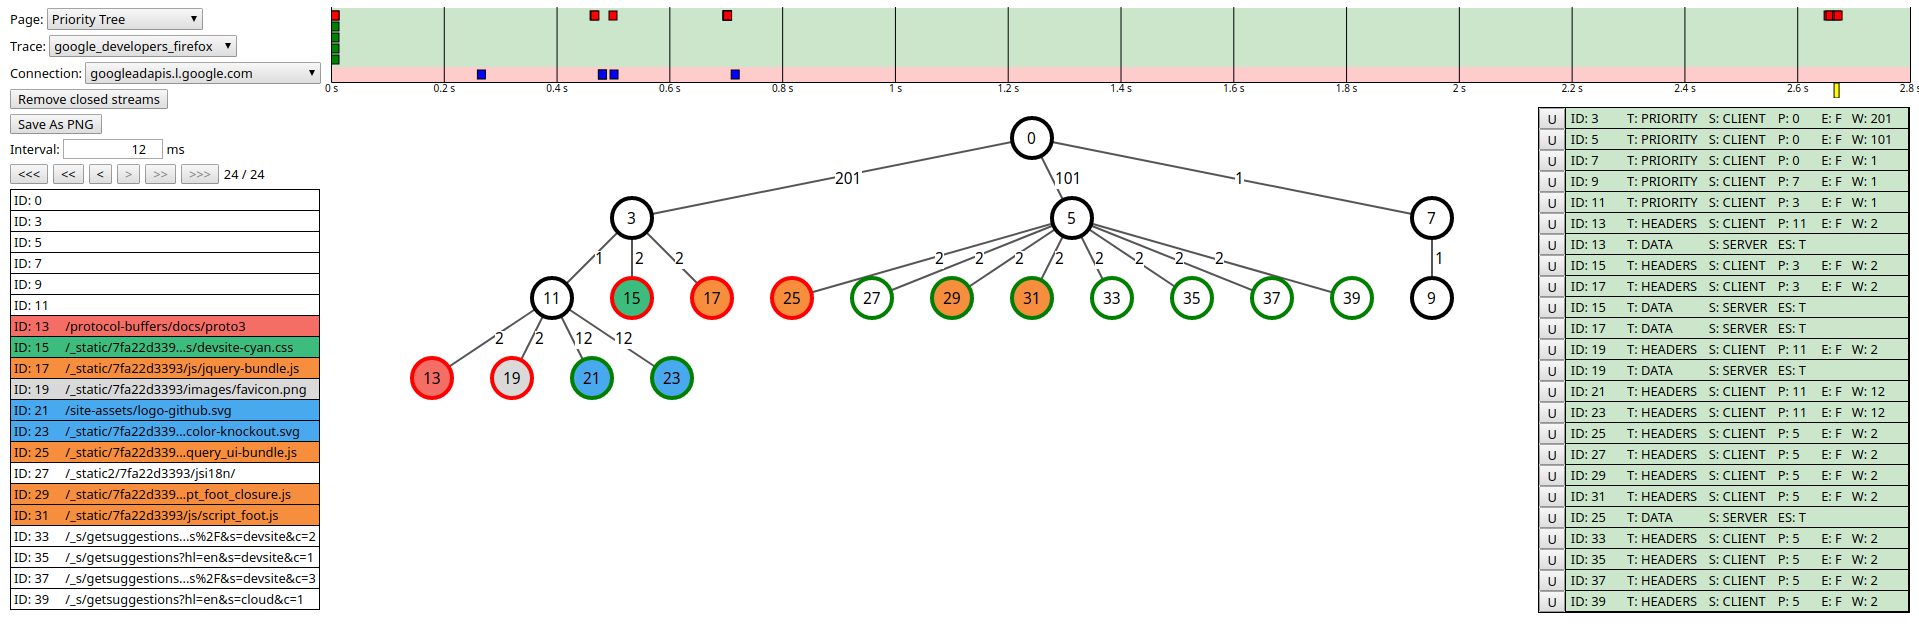 Page: Priority Tree
Trace: google_developers_firefox
Connection: googleadapis.l.google.com
Remove closed streams
Save As PNG
Interval: 12 ms
<<< << < > >> >>> 24 / 24
ID: 0
ID: 3
ID: 5
ID: 7
ID: 9
ID: 11
ID: 13 /protocol-buffers/docs/proto3
ID: 15 /_static/7fa22d339...s/devsite-cyan.css
ID: 17 /_static/7fa22d3393/js/jquery-bundle.js
ID: 19 /_static/7fa22d3393/images/favicon.png
ID: 21 /site-assets/logo-github.svg
ID: 23 /_static/7fa22d339...color-knockout.svg
ID: 25 /_static/7fa22d339...query_ui-bundle.js
ID: 27 /_static2/7fa22d3393/jsi18n/
ID: 29 /_static/7fa22d339...pt_foot_closure.js
ID: 31 /_static/7fa22d3393/js/script_foot.js
ID: 33 /_s/getsuggestions...s%2F&s=devsite&c=2
ID: 35 /_s/getsuggestions?hl=en&s=devsite&c=1
ID: 37 /_s/getsuggestions...s%2F&s=devsite&c=3
ID: 39 /_s/getsuggestions?hl=en&s=cloud&c=1
0 s 0.2 s 0.4 s 0.6 s 0.8 s 1 s 1.2 s 1.4 s 1.6 s 1.8 s 2 s 2.2 s 2.4 s 2.6 s 2.8 s
0
201 101 1
3 5 7
1 2 2 2 2 2 2 2 2 2 2 1
11 15 17 25 27 29 31 33 35 37 39 9
2 2 12 12
13 19 21 23
U ID: 3 T: PRIORITY S: CLIENT P: 0 E: F W: 201
U ID: 5 T: PRIORITY S: CLIENT P: 0 E: F W: 101
U ID: 7 T: PRIORITY S: CLIENT P: 0 E: F W: 1
U ID: 9 T: PRIORITY S: CLIENT P: 7 E: F W: 1
U ID: 11 T: PRIORITY S: CLIENT P: 3 E: F W: 1
U ID: 13 T: HEADERS S: CLIENT P: 11 E: F W: 2
U ID: 13 T: DATA S: SERVER ES: T
U ID: 15 T: HEADERS S: CLIENT P: 3 E: F W: 2
U ID: 17 T: HEADERS S: CLIENT P: 3 E: F W: 2
U ID: 15 T: DATA S: SERVER ES: T
U ID: 17 T: DATA S: SERVER ES: T
U ID: 19 T: HEADERS S: CLIENT P: 11 E: F W: 2
U ID: 19 T: DATA S: SERVER ES: T
U ID: 21 T: HEADERS S: CLIENT P: 11 E: F W: 12
U ID: 23 T: HEADERS S: CLIENT P: 11 E: F W: 12
U ID: 25 T: HEADERS S: CLIENT P: 5 E: F W: 2
U ID: 27 T: HEADERS S: CLIENT P: 5 E: F W: 2
U ID: 29 T: HEADERS S: CLIENT P: 5 E: F W: 2
U ID: 31 T: HEADERS S: CLIENT P: 5 E: F W: 2
U ID: 25 T: DATA S: SERVER ES: T
U ID: 33 T: HEADERS S: CLIENT P: 5 E: F W: 2
U ID: 35 T: HEADERS S: CLIENT P: 5 E: F W: 2
U ID: 37 T: HEADERS S: CLIENT P: 5 E: F W: 2
U ID: 39 T: HEADERS S: CLIENT P: 5 E: F W: 2